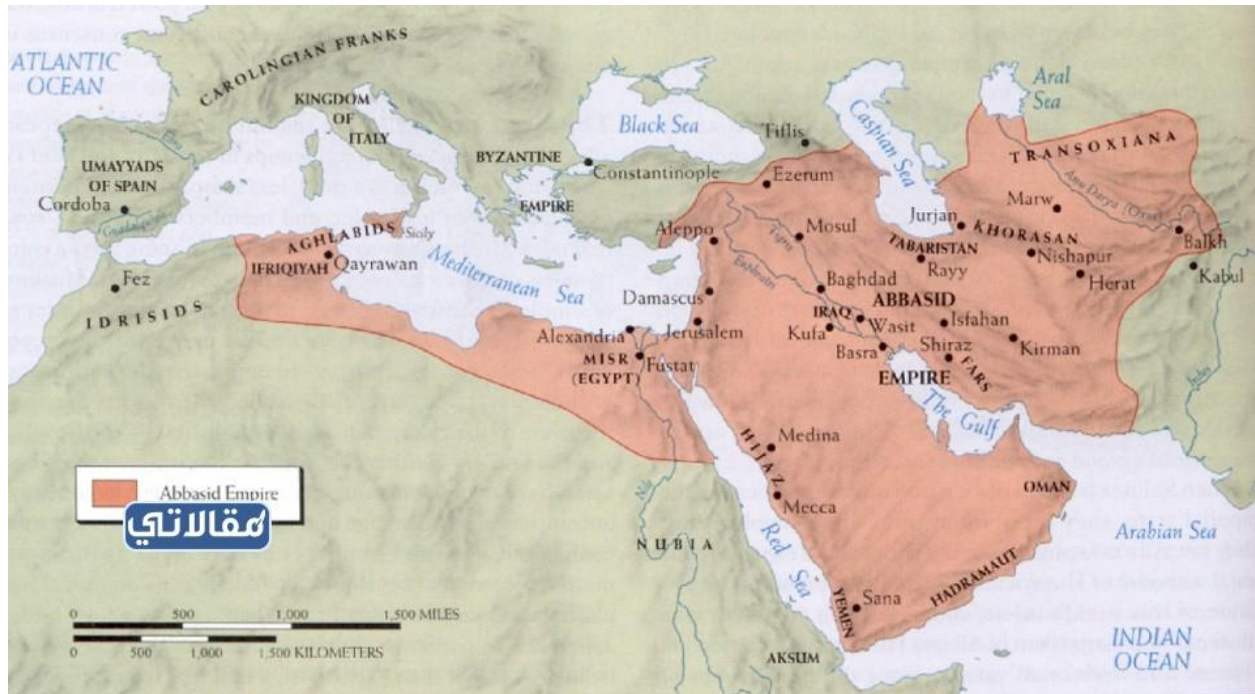 ATLANTIC
OCEAN
CAROLINGIAN FRANKS
KINGDOM
OF
ITALY
UMAYYADS
OF SPAIN
Cordoba
BYZANTINE
EMPIRE
Constantinople
Black Sea
Tiflis
Ezerum
Caspian Sea
Aral
Sea
TRANSOXIANA
Amu Darya (Oxus)
Marw
Balkh
Kabul
Jurjan
KHORASAN
TABARISTAN
Nishapur
Rayy
Herat
AGHLABIDS
Sicily
IFRIQIYAH
Qayrawan
Fez
IDRISIDS
Mediterranean Sea
Aleppo
Mosul
Tigris
Euphrates
Baghdad
ABBASID
EMPIRE
Damascus
IRAQ
Wasit
Isfahan
Jerusalem
Kufa
Basra
Shiraz
Kirman
FARS
Alexandria
MISR
(EGYPT)
Fustat
The Gulf
Indus
HIJAZ
Medina
Mecca
OMAN
Arabian Sea
Red
Sea
Nile
NUBIA
YEMEN
Sana
HADRAMAUT
AKSUM
INDIAN
OCEAN
Abbasid Empire
مقالاتي
0 500 1,000 1,500 MILES
0 500 1,000 1,500 KILOMETERS